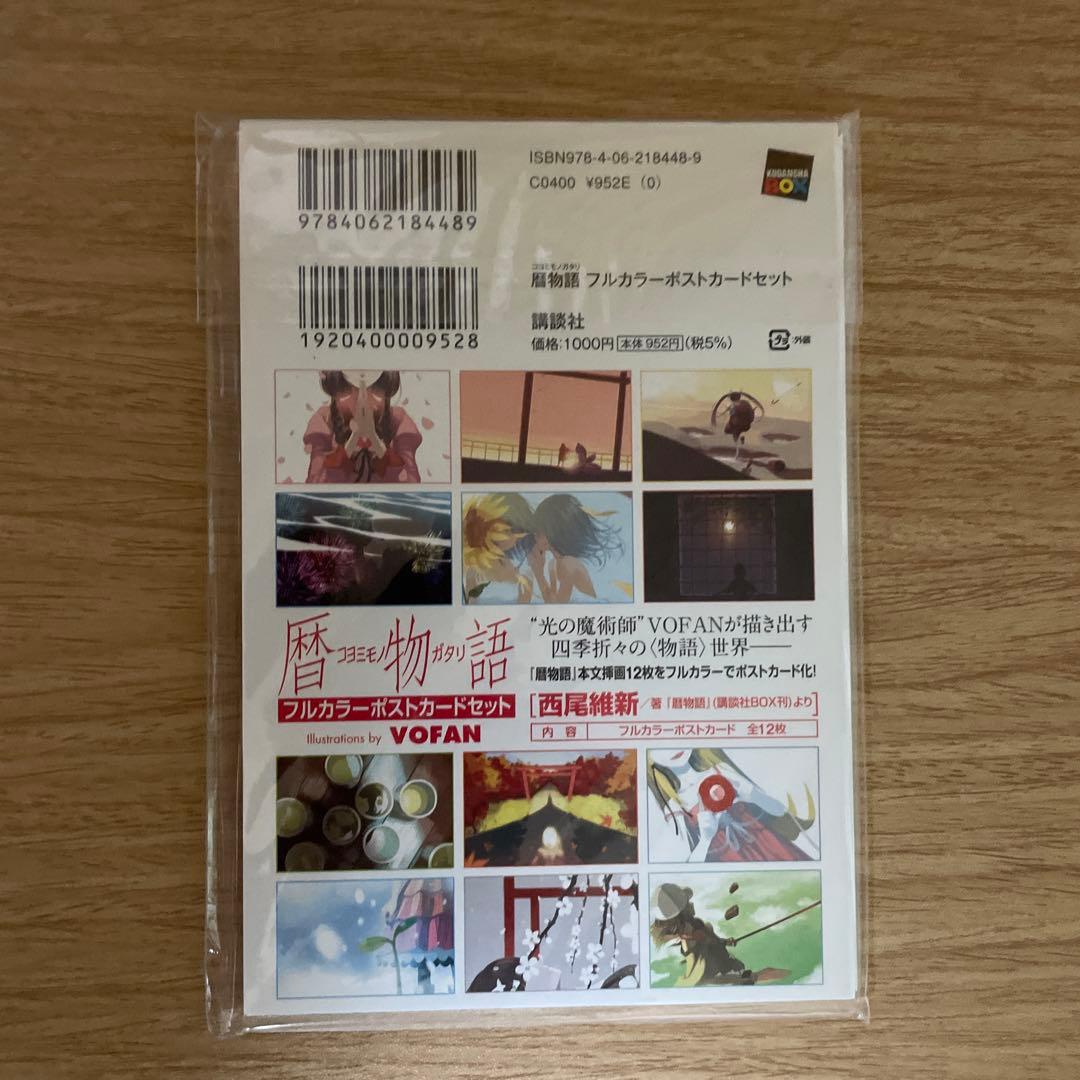 ISBN978-4-06-218448-9
C0400 ¥952E (0)
KODANSHA
BOX
9784062184489
コヨミモノガタリ
暦物語 フルカラーポストカードセット
講談社
1920400009528
価格：1000円 本体 952円 (税5%)
プラ :外袋
暦物語
コヨミモノガタリ
フルカラーポストカードセット
Illustrations by VOFAN
“光の魔術師”VOFANが描き出す
四季折々の〈物語〉世界――
『暦物語』本文挿画12枚をフルカラーでポストカード化!
[西尾維新／著『暦物語』(講談社BOX刊)より]
内容 フルカラーポストカード 全12枚